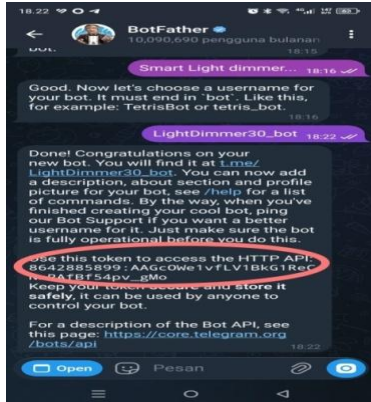 18.22
BotFather
10,090,690 pengguna bulanan
bot.
18:15
Smart Light dimmer... 18:16
Good. Now let's choose a username for
your bot. It must end in `bot`. Like this,
for example: TetrisBot or tetris_bot.
18:16
LightDimmer30_bot 18:22
Done! Congratulations on your
new bot. You will find it at t.me/
LightDimmer30_bot. You can now add
a description, about section and profile
picture for your bot, see /help for a list
of commands. By the way, when you've
finished creating your cool bot, ping
our Bot Support if you want a better
username for it. Just make sure the bot
is fully operational before you do this.
Use this token to access the HTTP API:
Keep your token secure and store it
safely, it can be used by anyone to
control your bot.
For a description of the Bot API, see
this page: https://core.telegram.org
/bots/api
18:22
Open
Pesan